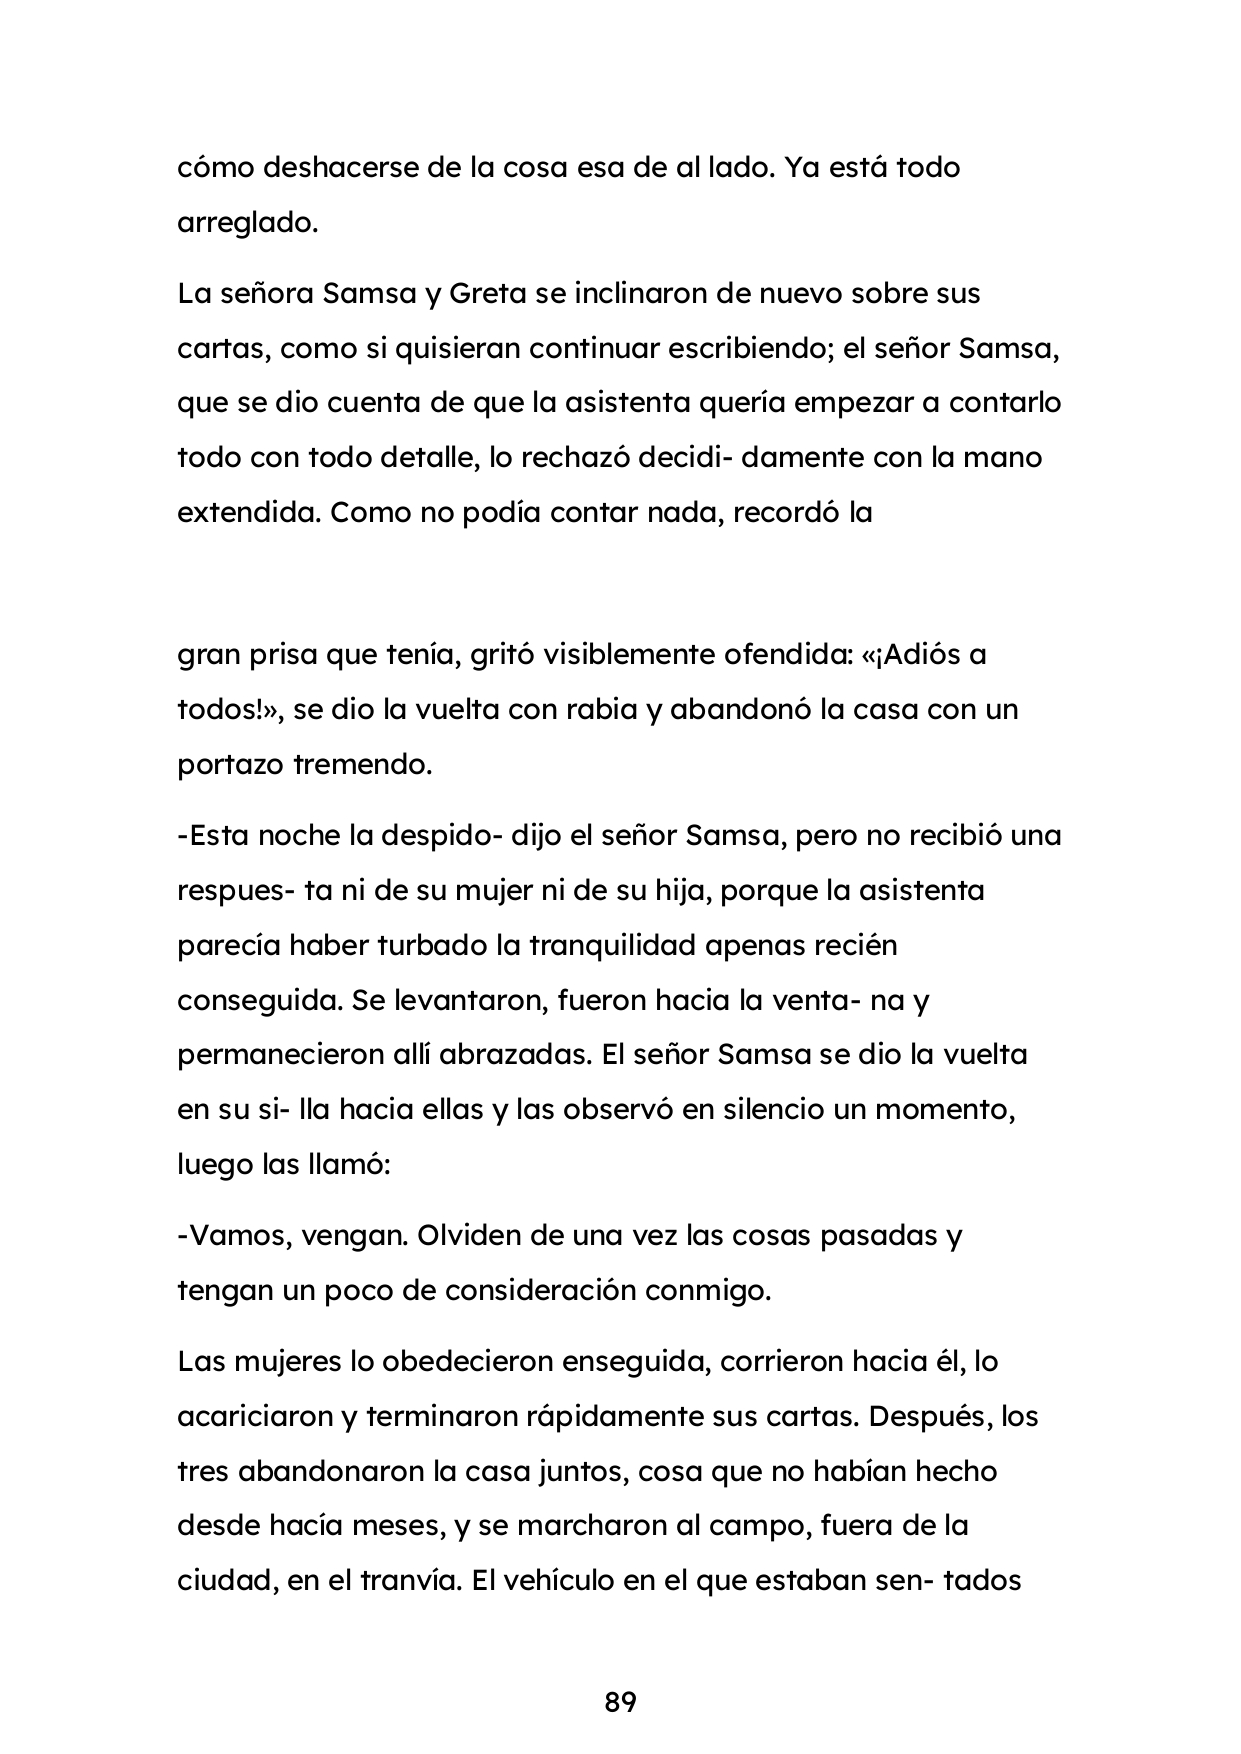 cómo deshacerse de la cosa esa de al lado. Ya está todo
arreglado.
La señora Samsa y Greta se inclinaron de nuevo sobre sus
cartas, como si quisieran continuar escribiendo; el señor Samsa,
que se dio cuenta de que la asistenta quería empezar a contarlo
todo con todo detalle, lo rechazó decidi- damente con la mano
extendida. Como no podía contar nada, recordó la
gran prisa que tenía, gritó visiblemente ofendida: «¡Adiós a
todos!», se dio la vuelta con rabia y abandonó la casa con un
portazo tremendo.
-Esta noche la despido- dijo el señor Samsa, pero no recibió una
respues- ta ni de su mujer ni de su hija, porque la asistenta
parecía haber turbado la tranquilidad apenas recién
conseguida. Se levantaron, fueron hacia la venta- na y
permanecieron allí abrazadas. El señor Samsa se dio la vuelta
en su si- lla hacia ellas y las observó en silencio un momento,
luego las llamó:
-Vamos, vengan. Olviden de una vez las cosas pasadas y
tengan un poco de consideración conmigo.
Las mujeres lo obedecieron enseguida, corrieron hacia él, lo
acariciaron y terminaron rápidamente sus cartas. Después, los
tres abandonaron la casa juntos, cosa que no habían hecho
desde hacía meses, y se marcharon al campo, fuera de la
ciudad, en el tranvía. El vehículo en el que estaban sen- tados
89